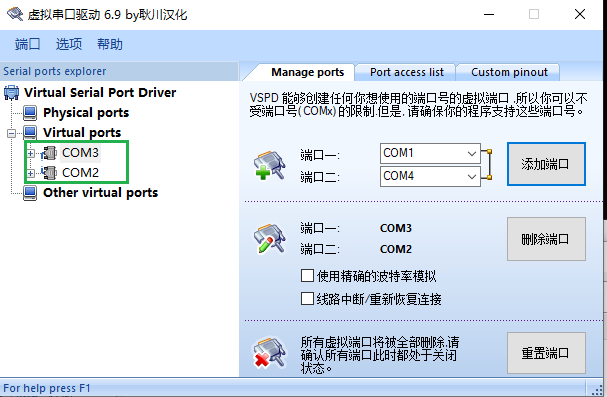 虚拟串口驱动 6.9 by耿川汉化
端口 选项 帮助
Serial ports explorer
Virtual Serial Port Driver
Physical ports
Virtual ports
COM3
COM2
Other virtual ports
Manage ports
Port access list
Custom pinout
VSPD 能够创建任何你想使用的端口号的虚拟端口 ,所以你可以不
受端口号( COMx) 的限制.但是, 请确保你的程序支持这些端口号。
端口一: COM1
端口二: COM4
添加端口
端口一: COM3
端口二: COM2
删除端口
使用精确的波特率模拟
线路中断/重新恢复连接
所有虚拟端口将被全部删除,请
确认所有端口此时都处于关闭
状态。
重置端口
For help press F1